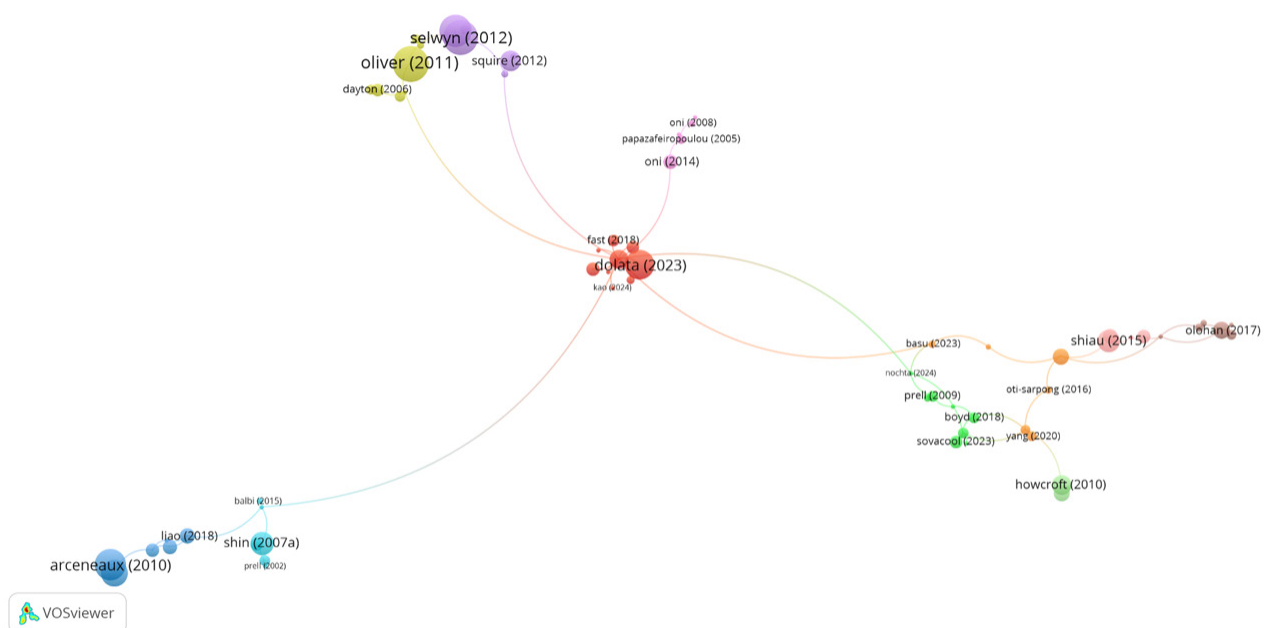 selwyn (2012)
oliver (2011)
squire (2012)
dayton (2006)
oni (2008)
papazafeiropoulou (2005)
oni (2014)
fast (2018)
dolata (2023)
kao (2024)
olohan (2017)
shiau (2015)
basu (2023)
nochta (2024)
oti-sarpong (2016)
prell (2009)
boyd (2018)
yang (2020)
sovacool (2023)
howcroft (2010)
balbi (2015)
liao (2018)
shin (2007a)
arceneaux (2010)
prell (2002)
VOSviewer